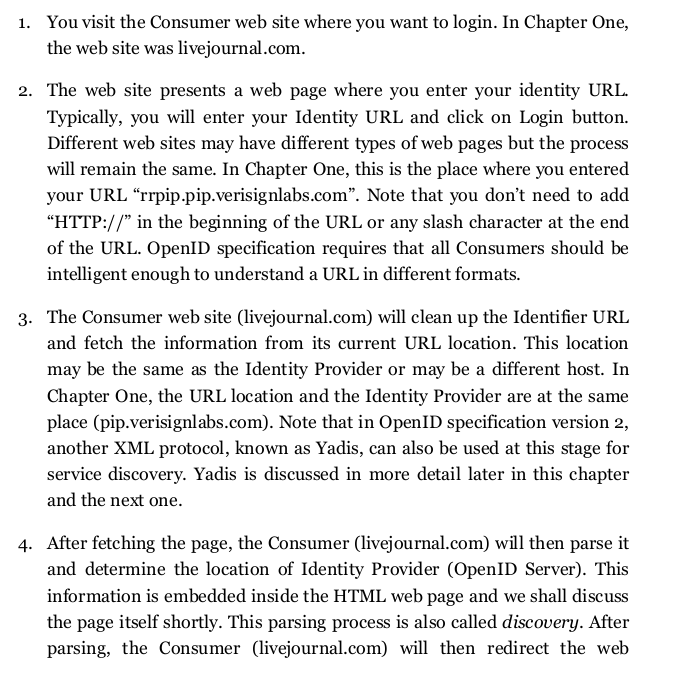 1. You visit the Consumer web site where you want to login. In Chapter One,
the web site was livejournal.com.
2. The web site presents a web page where you enter your identity URL.
Typically, you will enter your Identity URL and click on Login button.
Different web sites may have different types of web pages but the process
will remain the same. In Chapter One, this is the place where you entered
your URL “rrpip.pip.verisignlabs.com”. Note that you don’t need to add
“HTTP://” in the beginning of the URL or any slash character at the end
of the URL. OpenID specification requires that all Consumers should be
intelligent enough to understand a URL in different formats.
3. The Consumer web site (livejournal.com) will clean up the Identifier URL
and fetch the information from its current URL location. This location
may be the same as the Identity Provider or may be a different host. In
Chapter One, the URL location and the Identity Provider are at the same
place (pip.verisignlabs.com). Note that in OpenID specification version 2,
another XML protocol, known as Yadis, can also be used at this stage for
service discovery. Yadis is discussed in more detail later in this chapter
and the next one.
4. After fetching the page, the Consumer (livejournal.com) will then parse it
and determine the location of Identity Provider (OpenID Server). This
information is embedded inside the HTML web page and we shall discuss
the page itself shortly. This parsing process is also called discovery. After
parsing, the Consumer (livejournal.com) will then redirect the web